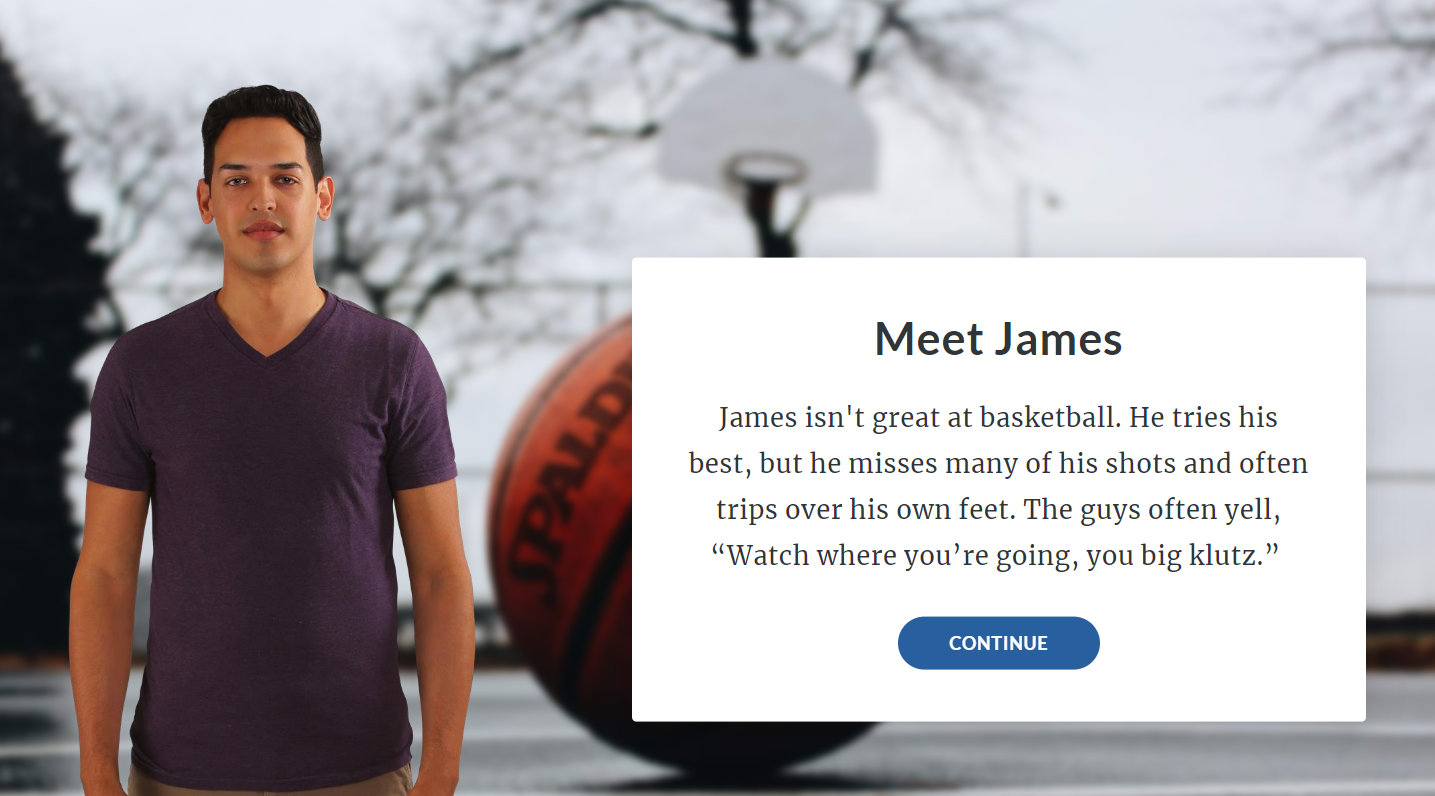 Meet James
James isn't great at basketball. He tries his
best, but he misses many of his shots and often
trips over his own feet. The guys often yell,
“Watch where you’re going, you big klutz.”
CONTINUE